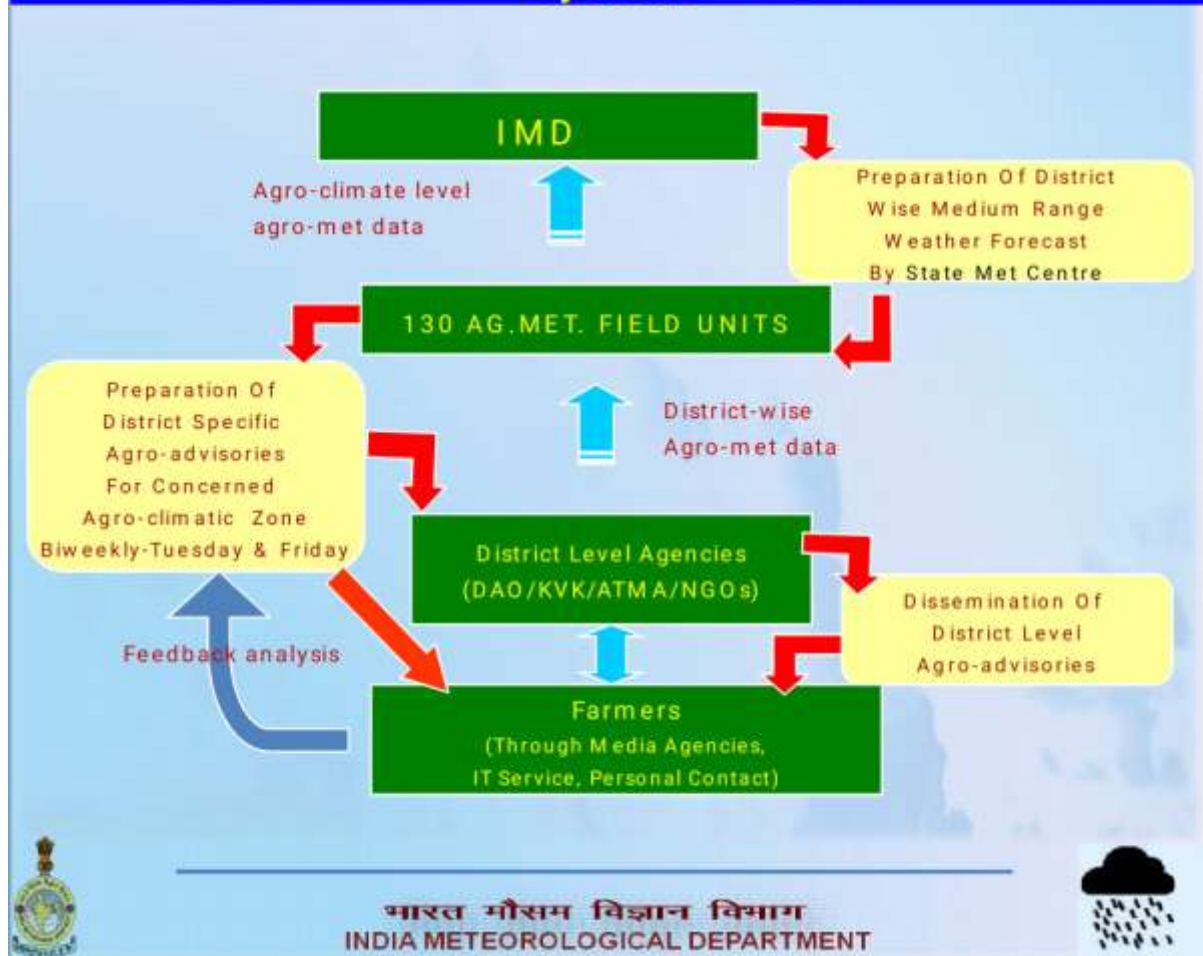 IMD
Agro-climate level
agro-met data
Preparation Of District
Wise Medium Range
Weather Forecast
By State Met Centre
130 AG.MET. FIELD UNITS
Preparation Of
District Specific
Agro-advisories
For Concerned
Agro-climatic Zone
Biweekly-Tuesday & Friday
District-wise
Agro-met data
District Level Agencies
(DAO/KVK/ATMA/NGOs)
Dissemination Of
District Level
Agro-advisories
Feedback analysis
Farmers
(Through Media Agencies,
IT Service, Personal Contact)
भारत मौसम विज्ञान विभाग
INDIA METEOROLOGICAL DEPARTMENT